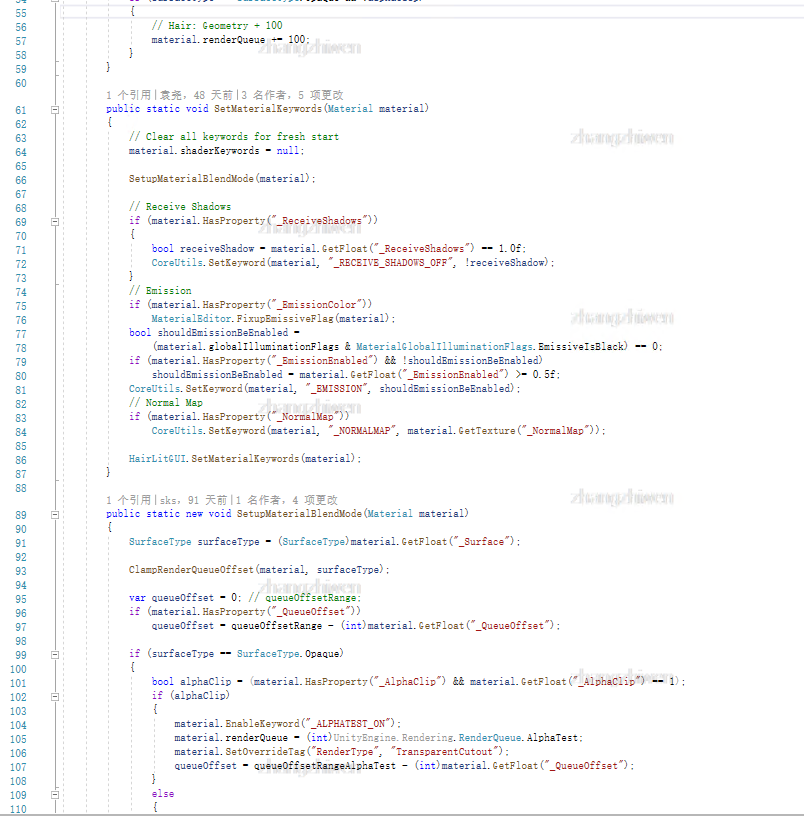 55 {
56 // Hair: Geometry + 100
57 material.renderQueue += 100;
58 }
59 }
60
1 个引用|袁尧，48 天前|3 名作者，5 项更改
61 public static void SetMaterialKeywords(Material material)
62 {
63 // Clear all keywords for fresh start
64 material.shaderKeywords = null;
65
66 SetupMaterialBlendMode(material);
67
68 // Receive Shadows
69 if (material.HasProperty("_ReceiveShadows"))
70 {
71 bool receiveShadow = material.GetFloat("_ReceiveShadows") == 1.0f;
72 CoreUtils.SetKeyword(material, "_RECEIVE_SHADOWS_OFF", !receiveShadow);
73 }
74 // Emission
75 if (material.HasProperty("_EmissionColor"))
76 MaterialEditor.FixupEmissiveFlag(material);
77 bool shouldEmissionBeEnabled =
78 (material.globalIlluminationFlags & MaterialGlobalIlluminationFlags.EmissiveIsBlack) == 0;
79 if (material.HasProperty("_EmissionEnabled") && !shouldEmissionBeEnabled)
80 shouldEmissionBeEnabled = material.GetFloat("_EmissionEnabled") >= 0.5f;
81 CoreUtils.SetKeyword(material, "_EMISSION", shouldEmissionBeEnabled);
82 // Normal Map
83 if (material.HasProperty("_NormalMap"))
84 CoreUtils.SetKeyword(material, "_NORMALMAP", material.GetTexture("_NormalMap"));
85
86 HairLitGUI.SetMaterialKeywords(material);
87 }
88
1 个引用|sks，91 天前|1 名作者，4 项更改
89 public static new void SetupMaterialBlendMode(Material material)
90 {
91 SurfaceType surfaceType = (SurfaceType)material.GetFloat("_Surface");
92
93 ClampRenderQueueOffset(material, surfaceType);
94
95 var queueOffset = 0; // queueOffsetRange;
96 if (material.HasProperty("_QueueOffset"))
97 queueOffset = queueOffsetRange - (int)material.GetFloat("_QueueOffset");
98
99 if (surfaceType == SurfaceType.Opaque)
100 {
101 bool alphaClip = (material.HasProperty("_AlphaClip") && material.GetFloat("_AlphaClip") == 1);
102 if (alphaClip)
103 {
104 material.EnableKeyword("_ALPHATEST_ON");
105 material.renderQueue = (int)UnityEngine.Rendering.RenderQueue.AlphaTest;
106 material.SetOverrideTag("RenderType", "TransparentCutout");
107 queueOffset = queueOffsetRangeAlphaTest - (int)material.GetFloat("_QueueOffset");
108 }
109 else
110 {
zhangzhiwen
zhangzhiwen
zhangzhiwen
zhangzhiwen
zhangzhiwen
zhangzhiwen
zhangzhiwen
zhangzhiwen
zhangzhiwen